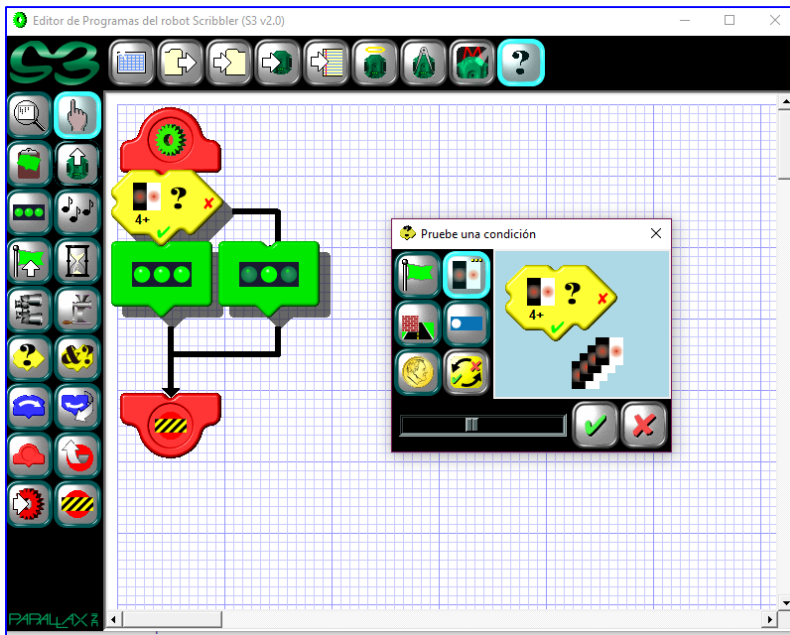 Editor de Programas del robot Scribbler (S3 v2.0)
S3
?
? 4+
Pruebe una condición
? 4+
?
&?
PARALLAX